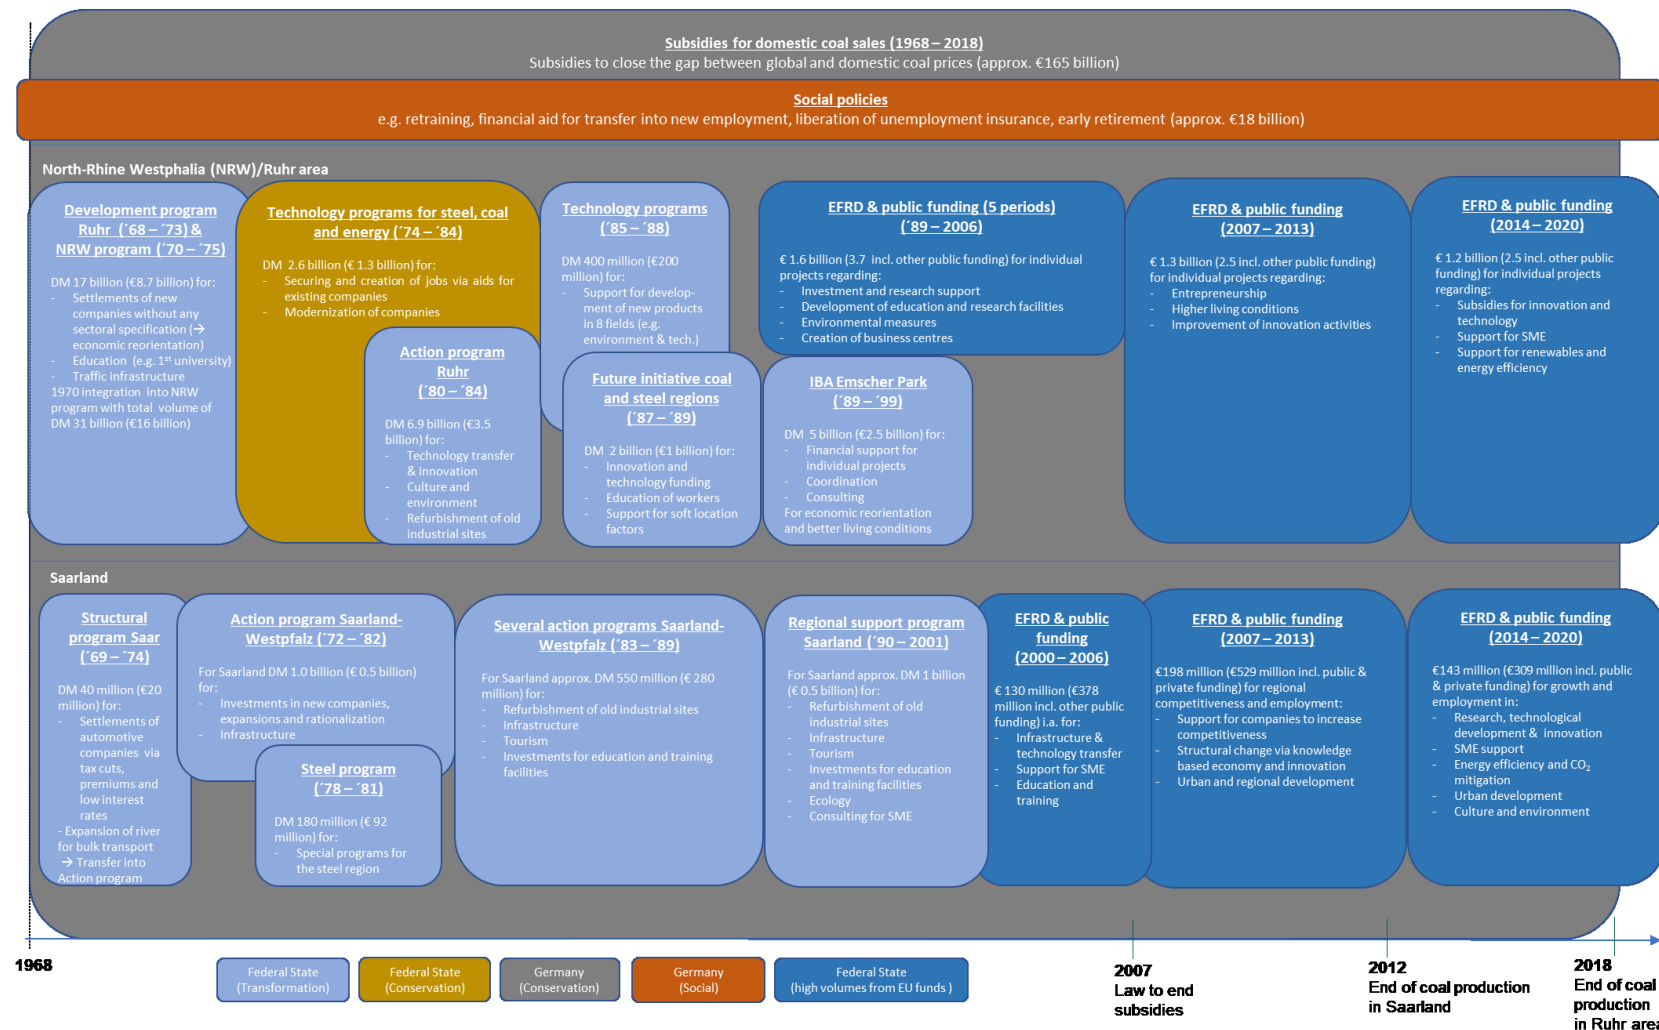 Subsidies for domestic coal sales (1968 – 2018)
Subsidies to close the gap between global and domestic coal prices (approx. €165 billion)
Social policies
e.g. retraining, financial aid for transfer into new employment, liberation of unemployment insurance, early retirement (approx. €18 billion)
North-Rhine Westphalia (NRW)/Ruhr area
Development program
Ruhr (´68 – ´73) &
NRW program (´70 – ´75)
DM 17 billion (€8.7 billion) for:
- Settlements of new
companies without any
sectoral specification (→
economic reorientation)
- Education (e.g. 1st university)
- Traffic infrastructure
1970 integration into NRW
program with total volume of
DM 31 billion (€16 billion)
Technology programs for steel, coal
and energy (´74 – ´84)
DM 2.6 billion (€ 1.3 billion) for:
- Securing and creation of jobs via aids for
existing companies
- Modernization of companies
Action program
Ruhr
(´80 – ´84)
DM 6.9 billion (€3.5
billion) for:
- Technology transfer
& innovation
- Culture and
environment
- Refurbishment of old
industrial sites
Technology programs
(´85 – ´88)
DM 400 million (€200
million) for:
- Support for develop-
ment of new products
in 8 fields (e.g.
environment & tech.)
Future initiative coal
and steel regions
(´87 – ´89)
DM 2 billion (€1 billion) for:
- Innovation and
technology funding
- Education of workers
- Support for soft location
factors
EFRD & public funding (5 periods)
(´89 – 2006)
€ 1.6 billion (3.7 incl. other public funding) for individual
projects regarding:
- Investment and research support
- Development of education and research facilities
- Environmental measures
- Creation of business centres
IBA Emscher Park
(´89 – ´99)
DM 5 billion (€2.5 billion) for:
- Financial support for
individual projects
- Coordination
- Consulting
For economic reorientation
and better living conditions
EFRD & public funding
(2007 – 2013)
€ 1.3 billion (2.5 incl. other public funding)
for individual projects regarding:
- Entrepreneurship
- Higher living conditions
- Improvement of innovation activities
EFRD & public funding
(2014 – 2020)
€ 1.2 billion (2.5 incl. other public
funding) for individual projects
regarding:
- Subsidies for innovation and
technology
- Support for SME
- Support for renewables and
energy efficiency
Saarland
Structural
program Saar
(´69 – ´74)
DM 40 million (€20
million) for:
- Settlements of
automotive
companies via
tax cuts,
premiums and
low interest
rates
- Expansion of river
for bulk transport
→ Transfer into
Action program
Action program Saarland-
Westpfalz (´72 – ´82)
For Saarland DM 1.0 billion (€ 0.5 billion)
for:
- Investments in new companies,
expansions and rationalization
- Infrastructure
Steel program
(´78 – ´81)
DM 180 million (€ 92
million) for:
- Special programs for
the steel region
Several action programs Saarland-
Westpfalz (´83 – ´89)
For Saarland approx. DM 550 million (€ 280
million) for:
- Refurbishment of old industrial sites
- Infrastructure
- Tourism
- Investments for education and training
facilities
Regional support program
Saarland (´90 – 2001)
For Saarland approx. DM 1 billion
(€ 0.5 billion) for:
- Refurbishment of old
industrial sites
- Infrastructure
- Tourism
- Investments for education
and training facilities
- Ecology
- Consulting for SME
EFRD & public
funding
(2000 – 2006)
€ 130 million (€378
million incl. other public
funding) i.a. for:
- Infrastructure &
technology transfer
- Support for SME
- Education and
training
EFRD & public funding
(2007 – 2013)
€198 million (€529 million incl. public &
private funding) for regional
competitiveness and employment:
- Support for companies to increase
competitiveness
- Structural change via knowledge
based economy and innovation
- Urban and regional development
EFRD & public funding
(2014 – 2020)
€143 million (€309 million incl. public
& private funding) for growth and
employment in:
- Research, technological
development & innovation
- SME support
- Energy efficiency and CO2
mitigation
- Urban development
- Culture and environment
1968
Federal State
(Transformation)
Federal State
(Conservation)
Germany
(Conservation)
Germany
(Social)
Federal State
(high volumes from EU funds )
2007
Law to end
subsidies
2012
End of coal production
in Saarland
2018
End of coal
production
in Ruhr area